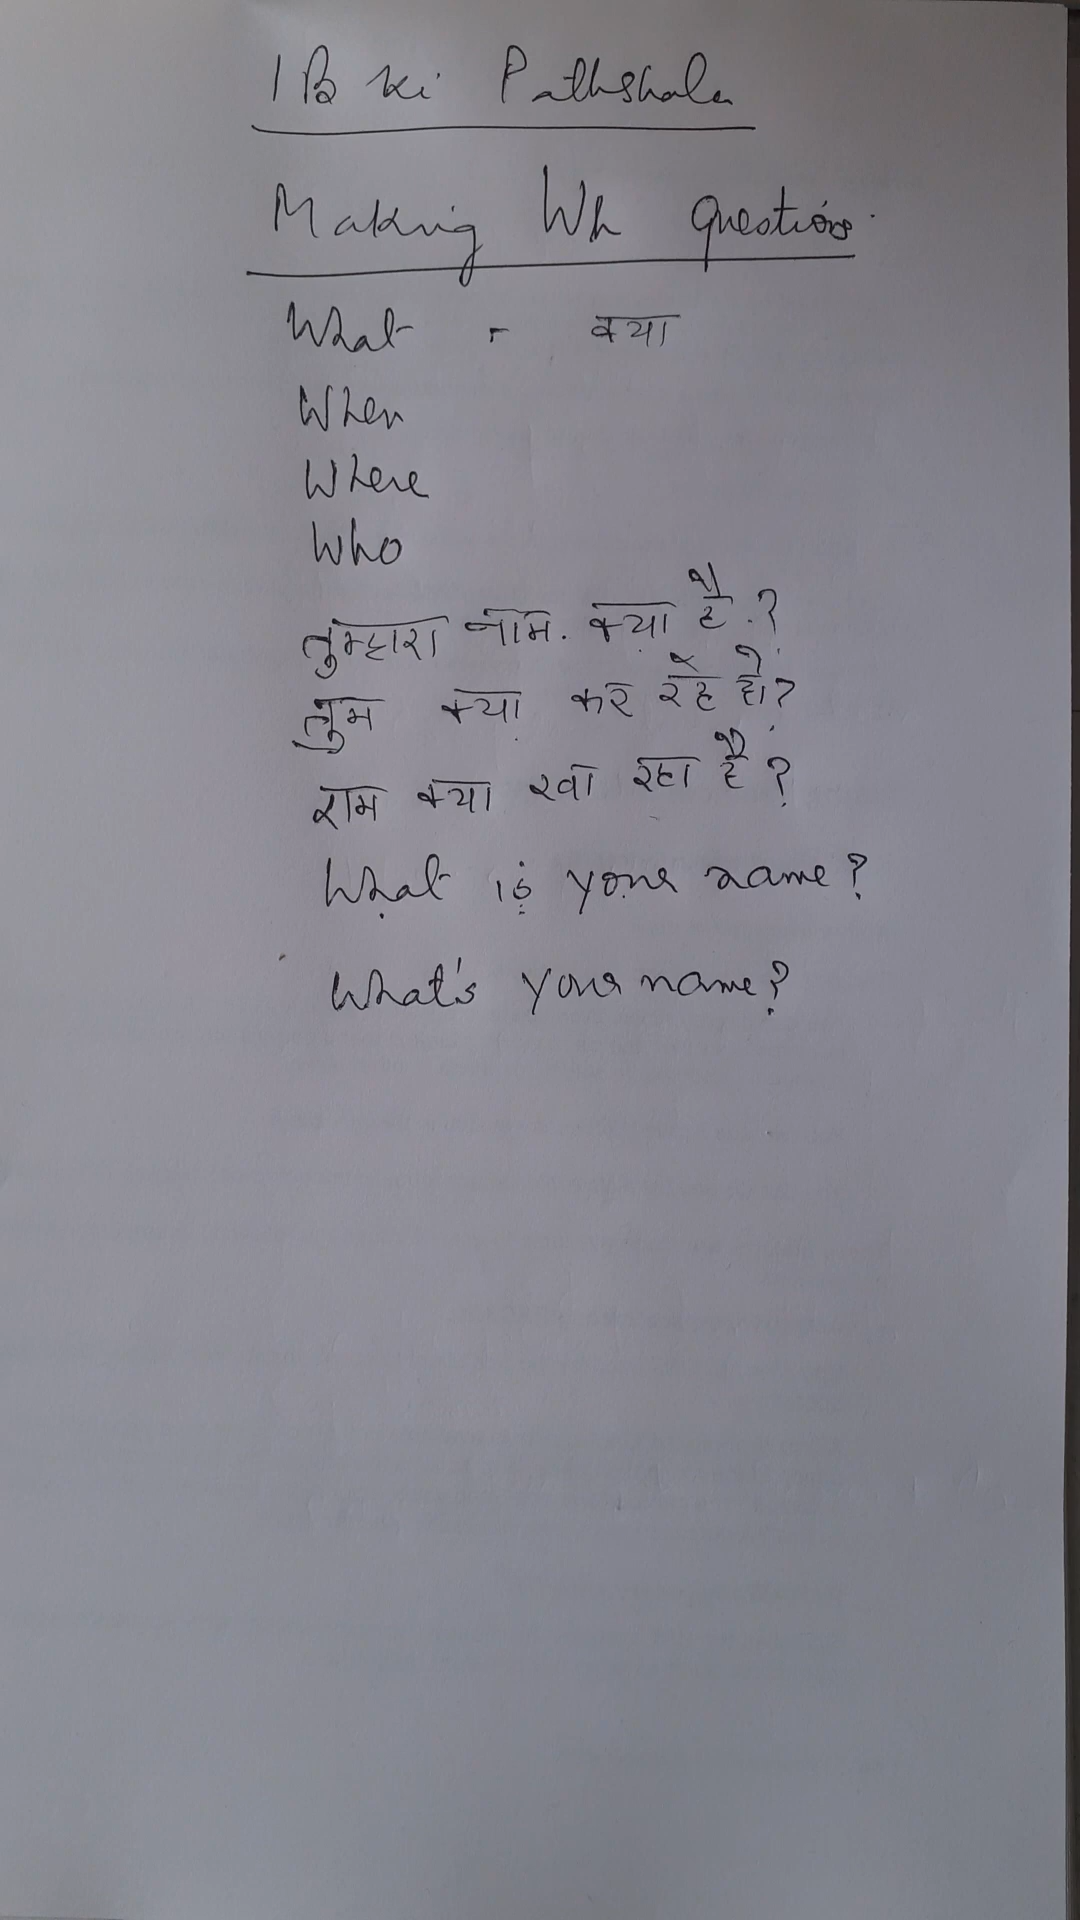 IB ki Pathshala
Making Wh Questions
What - क्या
When
Where
Who
तुम्हारा नाम. क्या है ?
तुम क्या कर रहे हो?
राम क्या खा रहा है ?
What is your name?
What's your name?